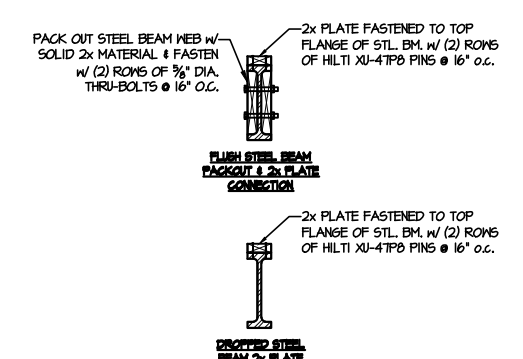 PACK OUT STEEL BEAM WEB W/
SOLID 2x MATERIAL & FASTEN
W/ (2) ROWS OF 5/8" DIA.
THRU-BOLTS @ 16" O.C.
2x PLATE FASTENED TO TOP
FLANGE OF STL. BM. W/ (2) ROWS
OF HILTI XU-47P8 PINS @ 16" o.c.
FLUSH STEEL BEAM
PACKOUT & 2x PLATE
CONNECTION
2x PLATE FASTENED TO TOP
FLANGE OF STL. BM. W/ (2) ROWS
OF HILTI XU-47P8 PINS @ 16" o.c.
DROPPED STEEL
BEAM 2x PLATE